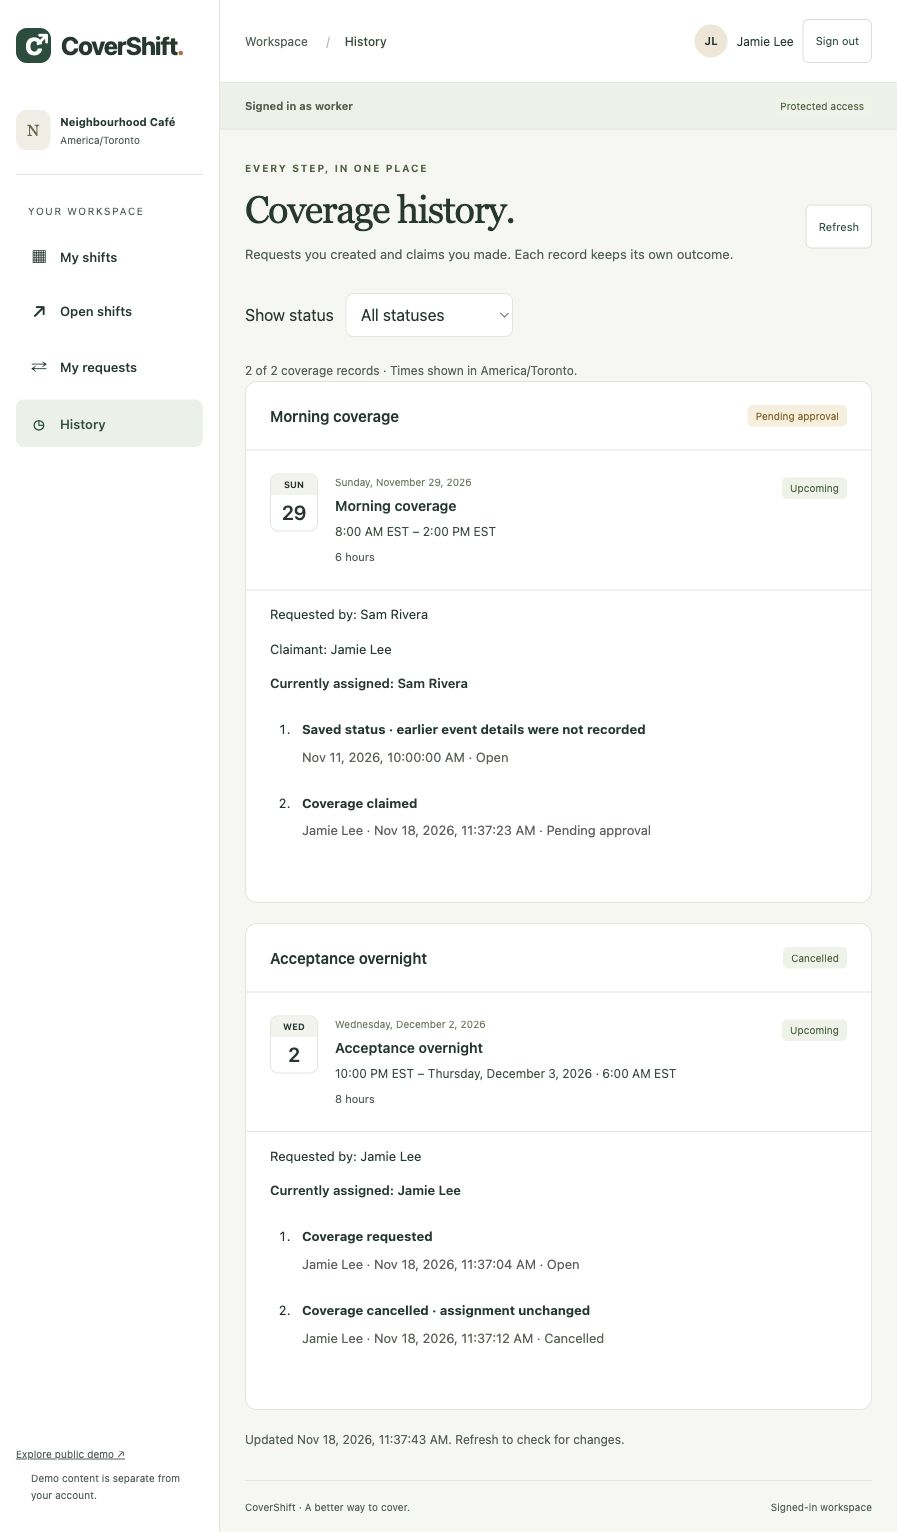 CoverShift.
Neighbourhood Café
N
America/Toronto
YOUR WORKSPACE
My shifts
Open shifts
My requests
History
Explore public demo ↗
Demo content is separate from
your account.
Workspace / History
JL Jamie Lee Sign out
Signed in as worker Protected access
EVERY STEP, IN ONE PLACE
Coverage history.
Refresh
Requests you created and claims you made. Each record keeps its own outcome.
Show status All statuses
2 of 2 coverage records · Times shown in America/Toronto.
Morning coverage Pending approval
SUN
29
Sunday, November 29, 2026
Upcoming
Morning coverage
8:00 AM EST – 2:00 PM EST
6 hours
Requested by: Sam Rivera
Claimant: Jamie Lee
Currently assigned: Sam Rivera
1. Saved status · earlier event details were not recorded
Nov 11, 2026, 10:00:00 AM · Open
2. Coverage claimed
Jamie Lee · Nov 18, 2026, 11:37:23 AM · Pending approval
Acceptance overnight Cancelled
WED
2
Wednesday, December 2, 2026
Upcoming
Acceptance overnight
10:00 PM EST – Thursday, December 3, 2026 · 6:00 AM EST
8 hours
Requested by: Jamie Lee
Currently assigned: Jamie Lee
1. Coverage requested
Jamie Lee · Nov 18, 2026, 11:37:04 AM · Open
2. Coverage cancelled · assignment unchanged
Jamie Lee · Nov 18, 2026, 11:37:12 AM · Cancelled
Updated Nov 18, 2026, 11:37:43 AM. Refresh to check for changes.
CoverShift · A better way to cover. Signed-in workspace